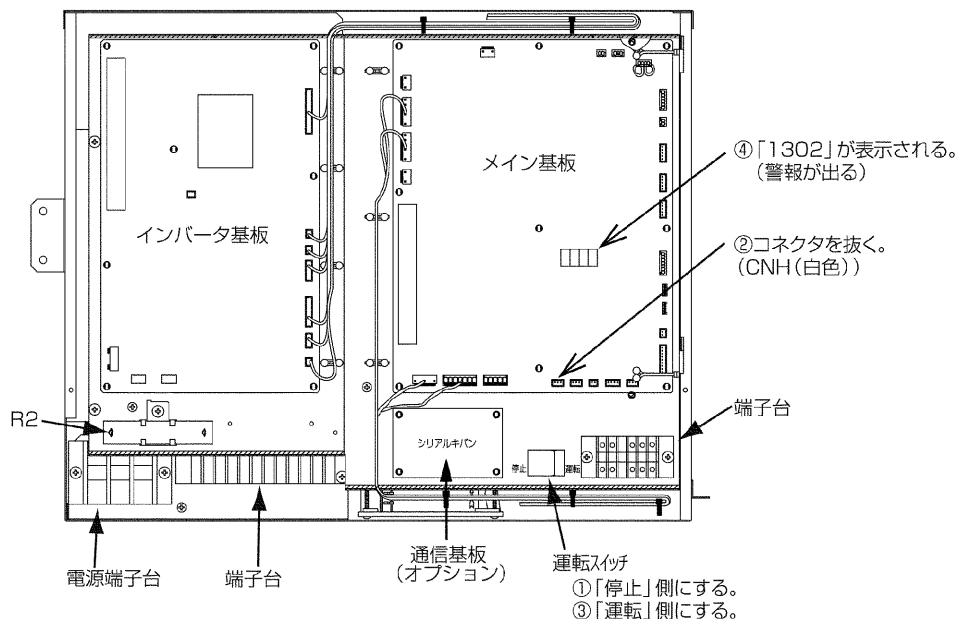 メイン基板
インバータ基板
④「1302」が表示される。
(警報が出る)
②コネクタを抜く。
(CNH(白色))
R2
端子台
シリアルキバン
停止
運転
電源端子台
端子台
通信基板
(オプション)
運転スイッチ
①「停止」側にする。
③「運転」側にする。